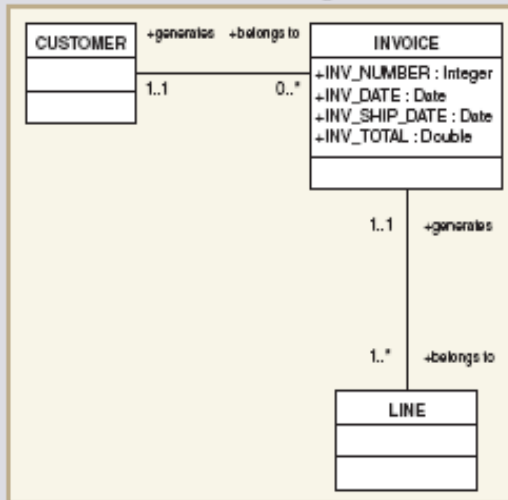 CUSTOMER
+generates +belongs to
1..1 0..*
INVOICE
+INV_NUMBER : Integer
+INV_DATE : Date
+INV_SHIP_DATE : Date
+INV_TOTAL : Double
1..1 +generates
1..* +belongs to
LINE